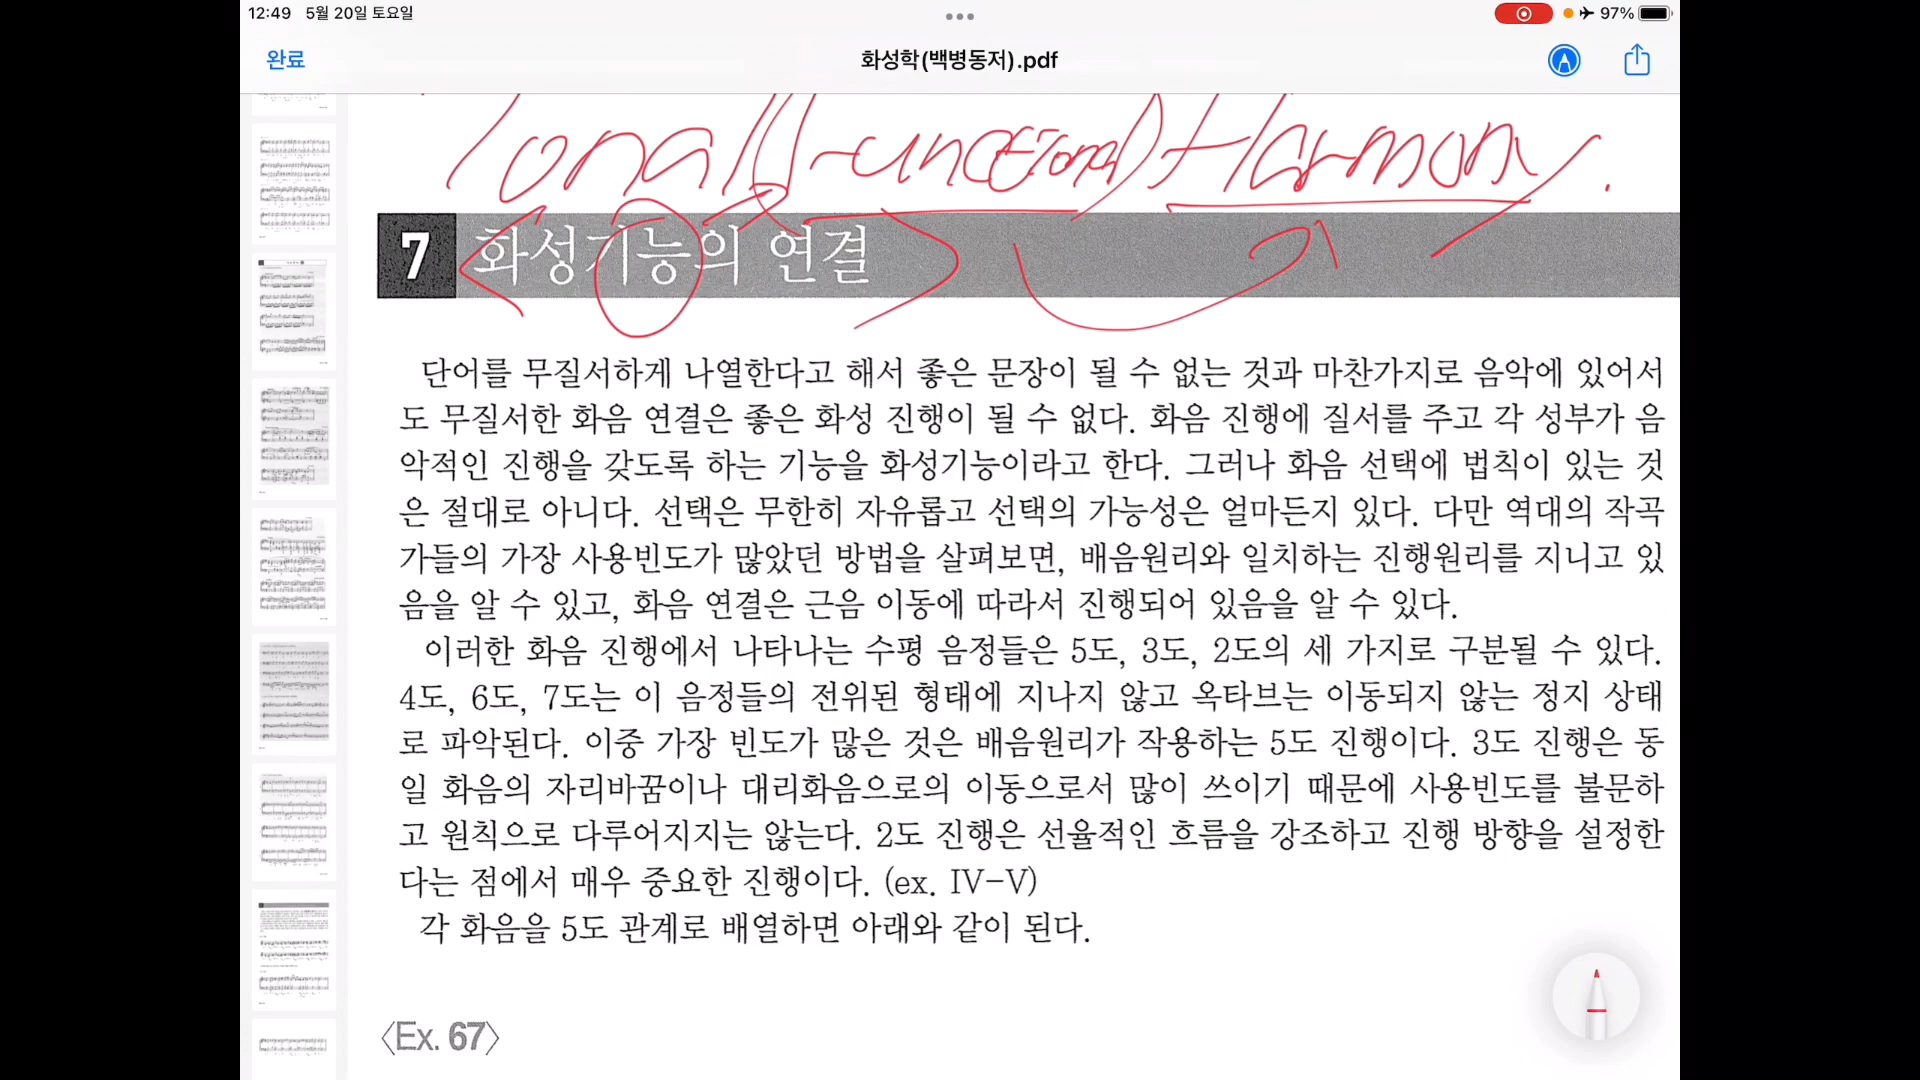 12:49 5월 20일 토요일
97%
완료
화성학(백병동저).pdf
Tonal(Functional) Harmony.
7 화성기능의 연결
단어를 무질서하게 나열한다고 해서 좋은 문장이 될 수 없는 것과 마찬가지로 음악에 있어서
도 무질서한 화음 연결은 좋은 화성 진행이 될 수 없다. 화음 진행에 질서를 주고 각 성부가 음
악적인 진행을 갖도록 하는 기능을 화성기능이라고 한다. 그러나 화음 선택에 법칙이 있는 것
은 절대로 아니다. 선택은 무한히 자유롭고 선택의 가능성은 얼마든지 있다. 다만 역대의 작곡
가들의 가장 사용빈도가 많았던 방법을 살펴보면, 배음원리와 일치하는 진행원리를 지니고 있
음을 알 수 있고, 화음 연결은 근음 이동에 따라서 진행되어 있음을 알 수 있다.
이러한 화음 진행에서 나타나는 수평 음정들은 5도, 3도, 2도의 세 가지로 구분될 수 있다.
4도, 6도, 7도는 이 음정들의 전위된 형태에 지나지 않고 옥타브는 이동되지 않는 정지 상태
로 파악된다. 이중 가장 빈도가 많은 것은 배음원리가 작용하는 5도 진행이다. 3도 진행은 동
일 화음의 자리바꿈이나 대리화음으로의 이동으로서 많이 쓰이기 때문에 사용빈도를 불문하
고 원칙으로 다루어지지는 않는다. 2도 진행은 선율적인 흐름을 강조하고 진행 방향을 설정한
다는 점에서 매우 중요한 진행이다. (ex. IV-V)
각 화음을 5도 관계로 배열하면 아래와 같이 된다.
〈Ex. 67〉